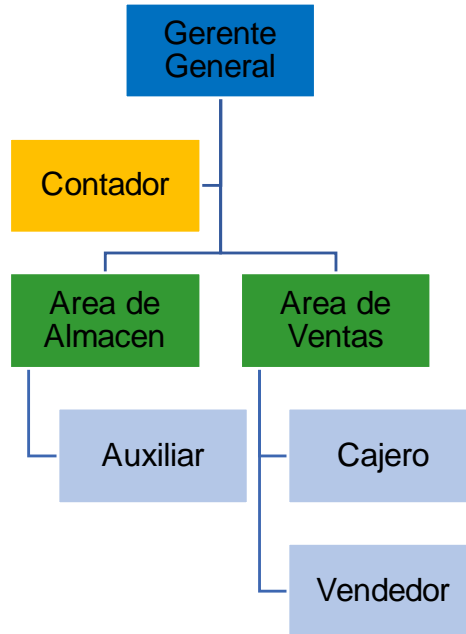 Gerente
General
Contador
Area de
Almacen
Area de
Ventas
Auxiliar
Cajero
Vendedor